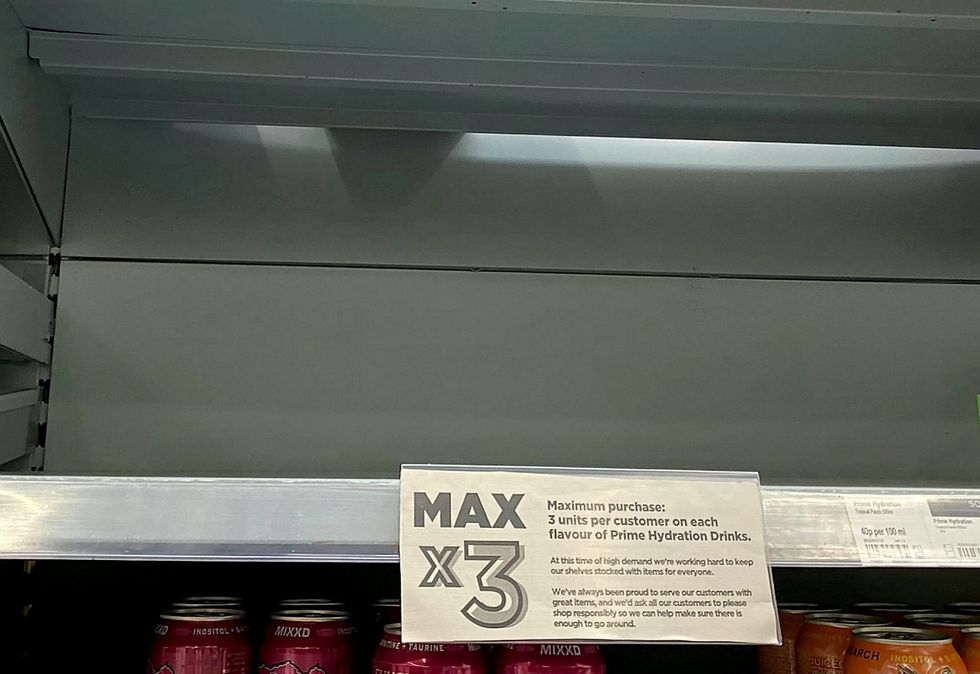 MAX
x3
Maximum purchase:
3 units per customer on each
flavour of Prime Hydration Drinks.
At this time of high demand we're working hard to keep
our shelves stocked with items for everyone.
We've always been proud to serve our customers with
great items, and we'd ask all our customers to please
shop responsibly so we can help make sure there is
enough to go around.
Prime Hydration
Tropical Punch 500ml
40p per 100 ml
Prime Hydration
INOSITOL
MIXXD
TAURINE
MIXXD
JUICED
MARCH
INOSITOL